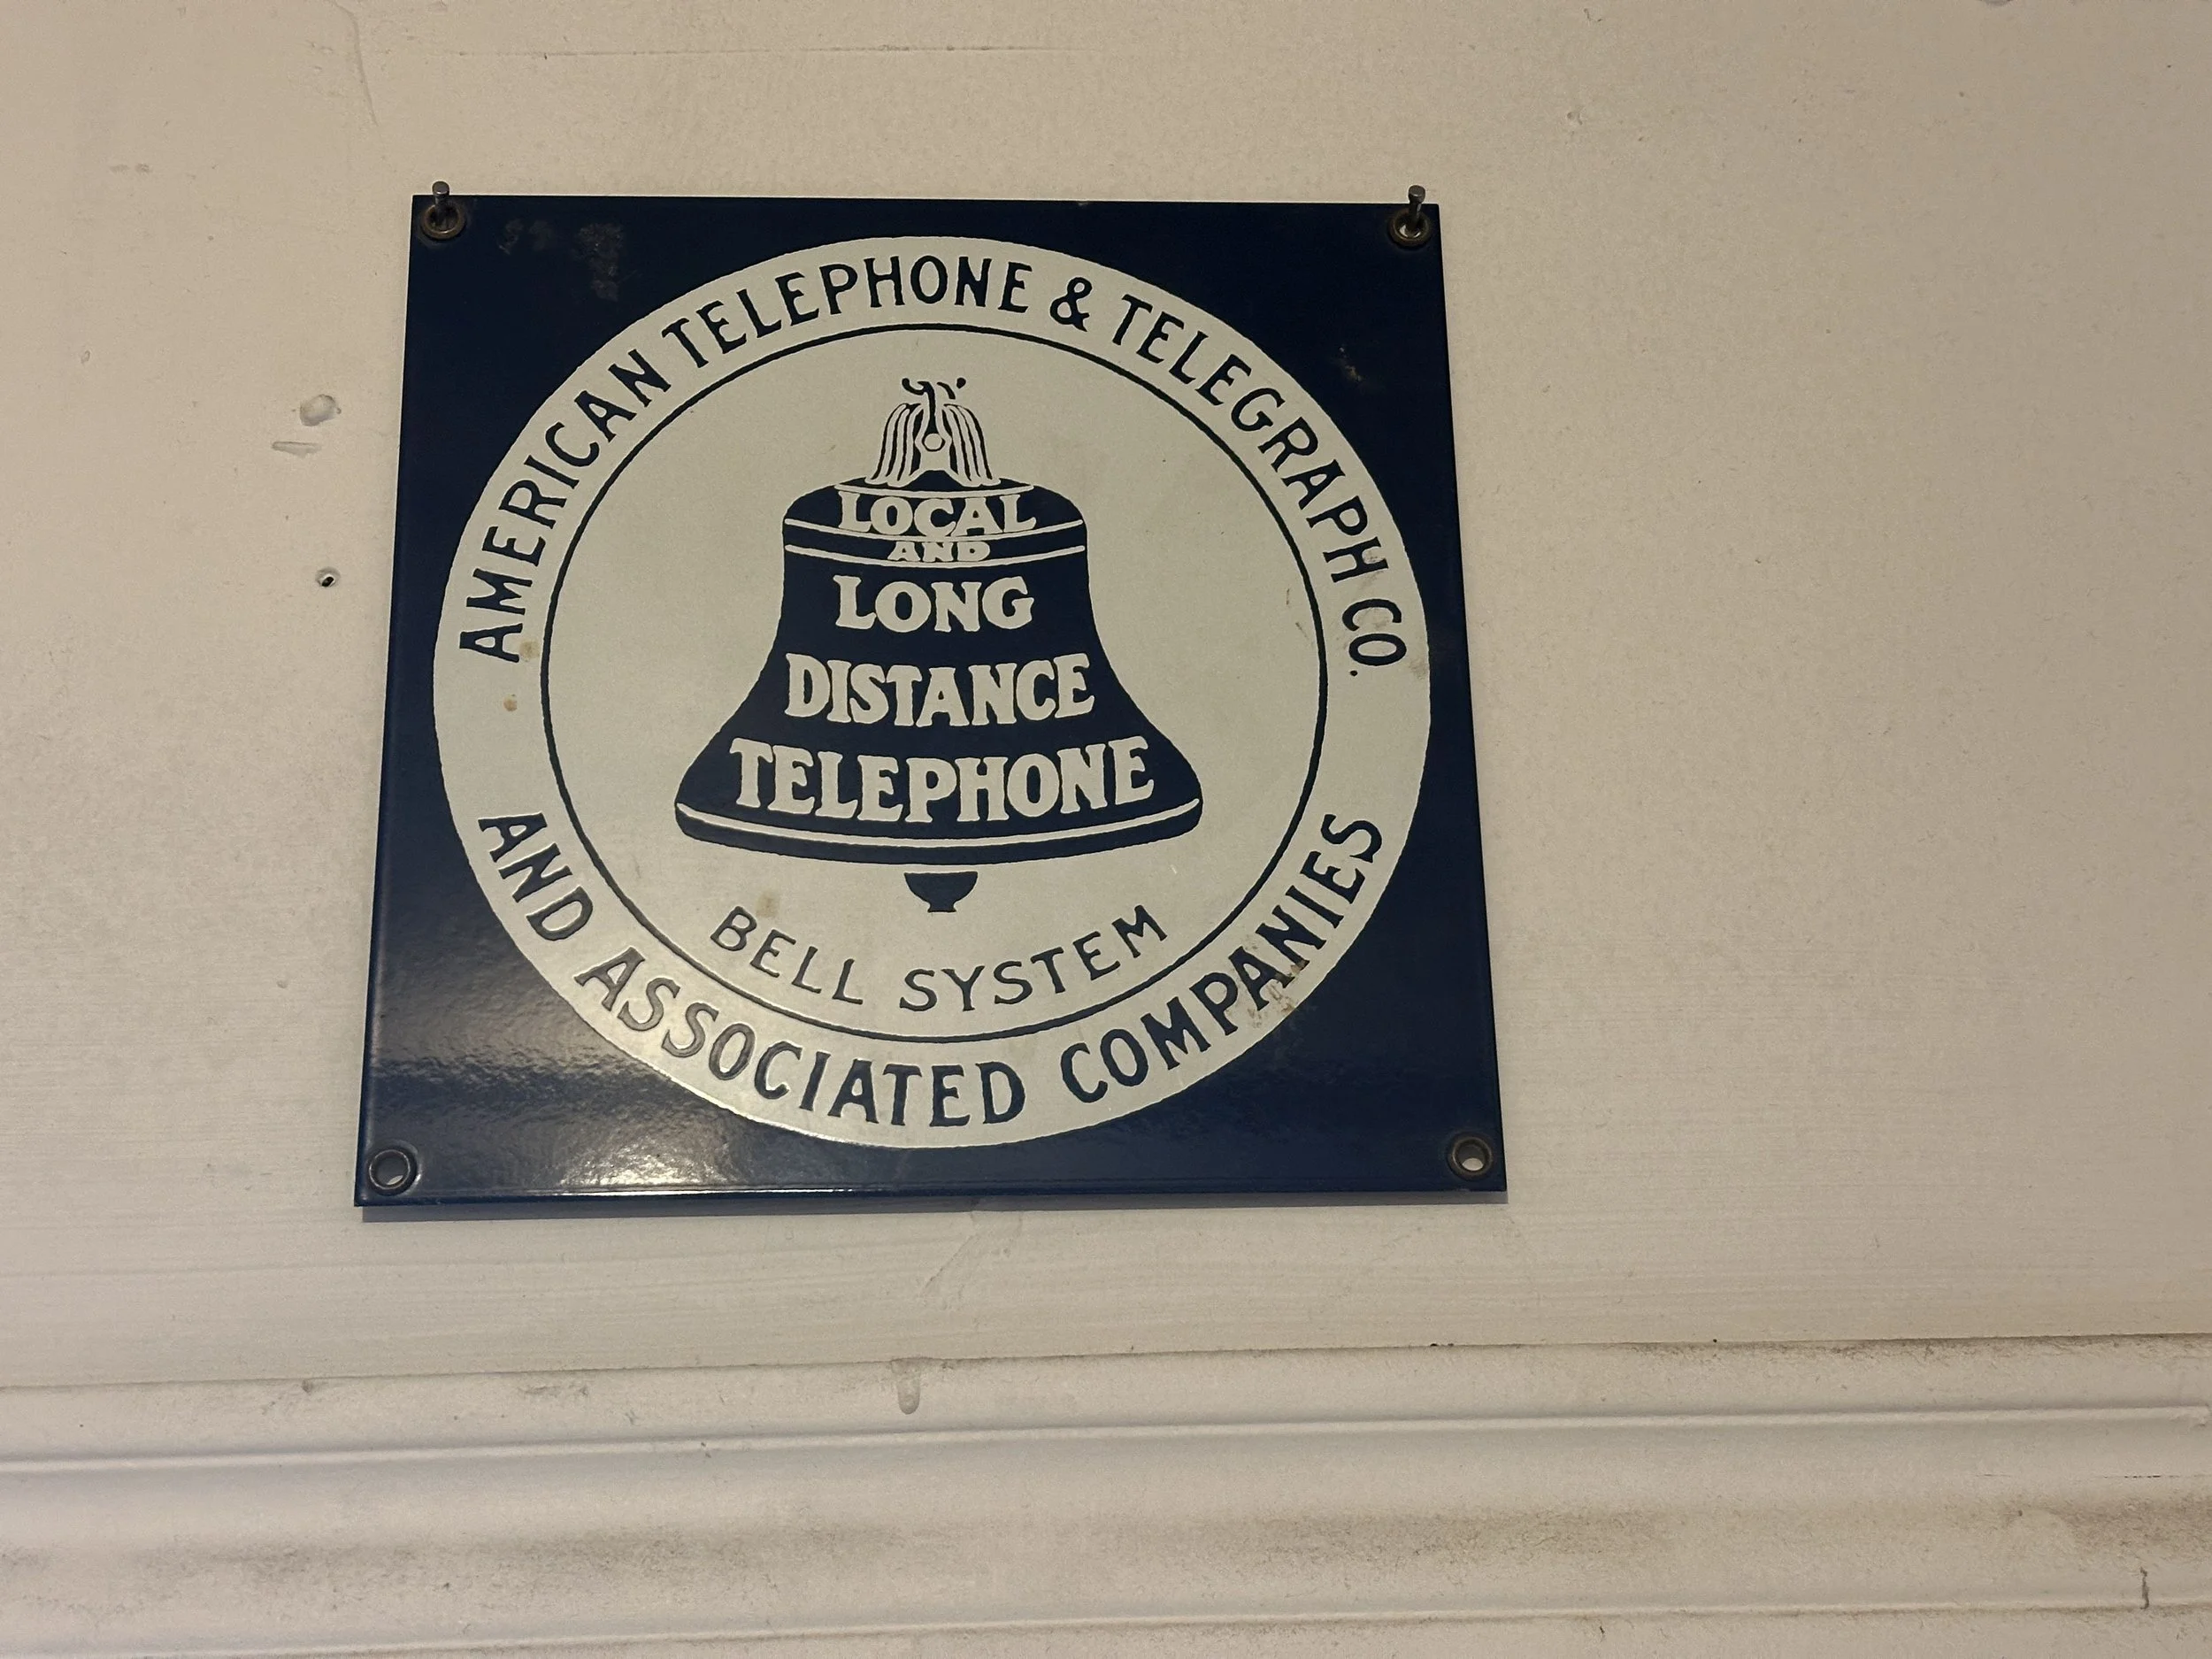 AMERICAN TELEPHONE & TELEGRAPH CO.
LOCAL
AND
LONG
DISTANCE
TELEPHONE
BELL SYSTEM
AND ASSOCIATED COMPANIES